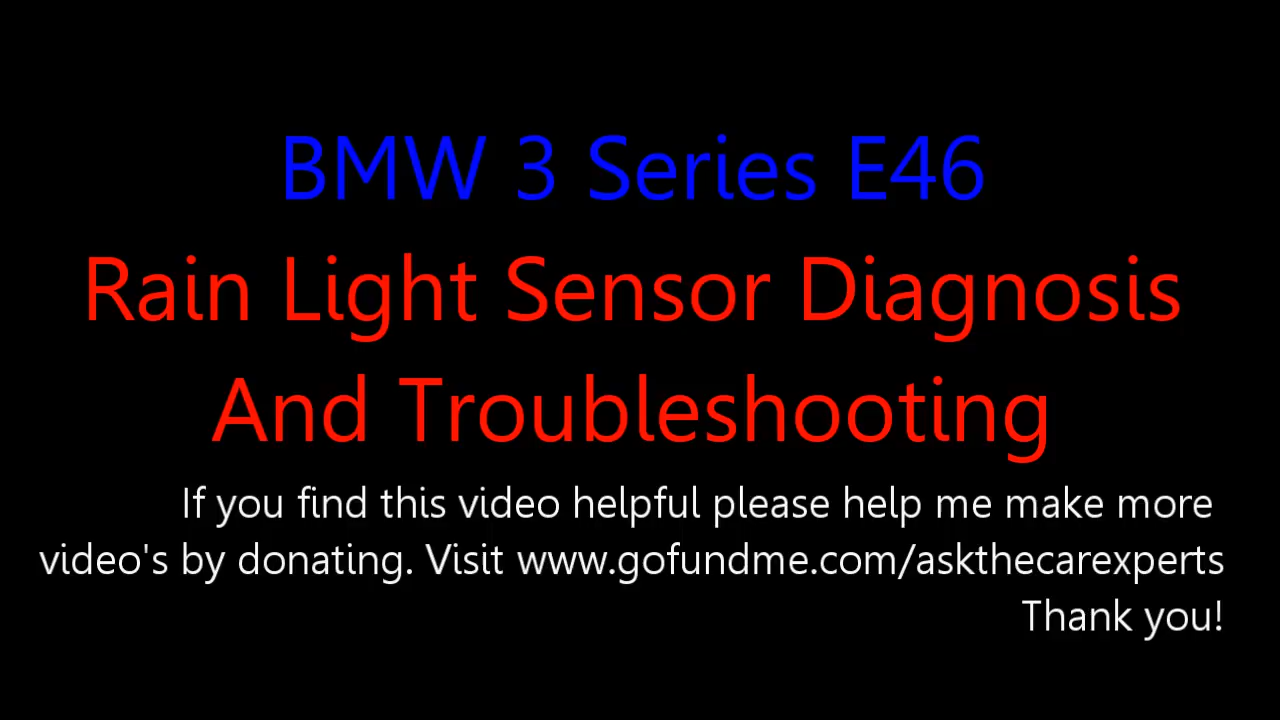 BMW 3 Series E46
Rain Light Sensor Diagnosis
And Troubleshooting
If you find this video helpful please help me make more
video's by donating. Visit www.gofundme.com/askthecarexperts
Thank you!